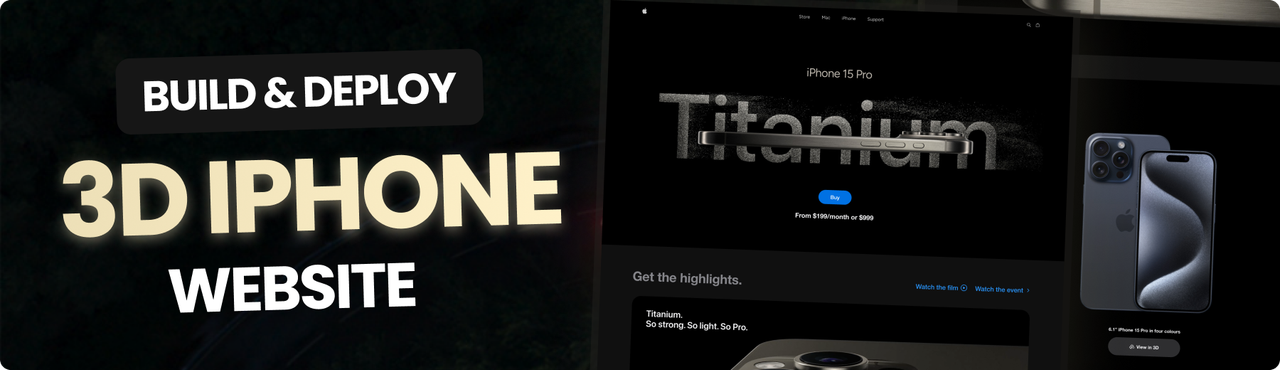 BUILD & DEPLOY
3D IPHONE
WEBSITE
Store Mac iPhone Support
iPhone 15 Pro
Titanium
Buy
From $199/month or $999
Get the highlights.
Watch the film Watch the event
Titanium.
So strong. So light. So Pro.
6.1" iPhone 15 Pro in four colours
View in 3D